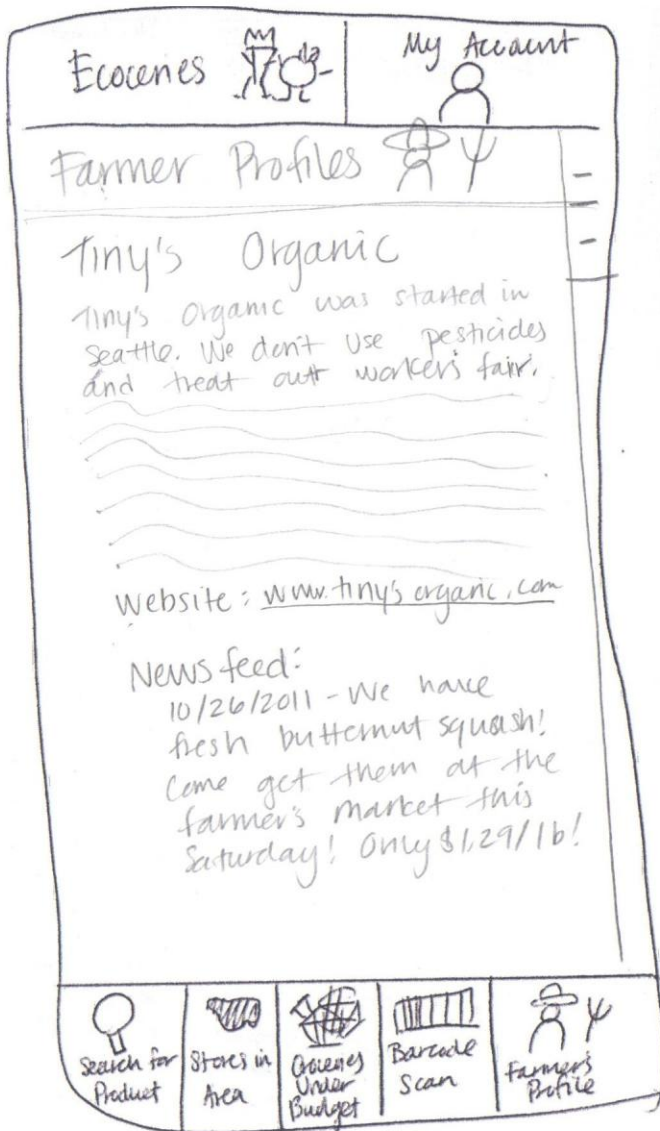 Ecoceries
My Account
Farmer Profiles
Tiny's Organic
Tiny's Organic was started in
Seattle. We don't use pesticides
and treat our workers fair.
Website: www.tiny's organic.com
News feed:
10/26/2011 - We have
fresh butternut squash!
Come get them at the
farmer's market this
Saturday! Only $1.29/lb!
Search for
Product
Stores in
Area
Groceries
Under
Budget
Barcode
Scan
Farmer's
Profile